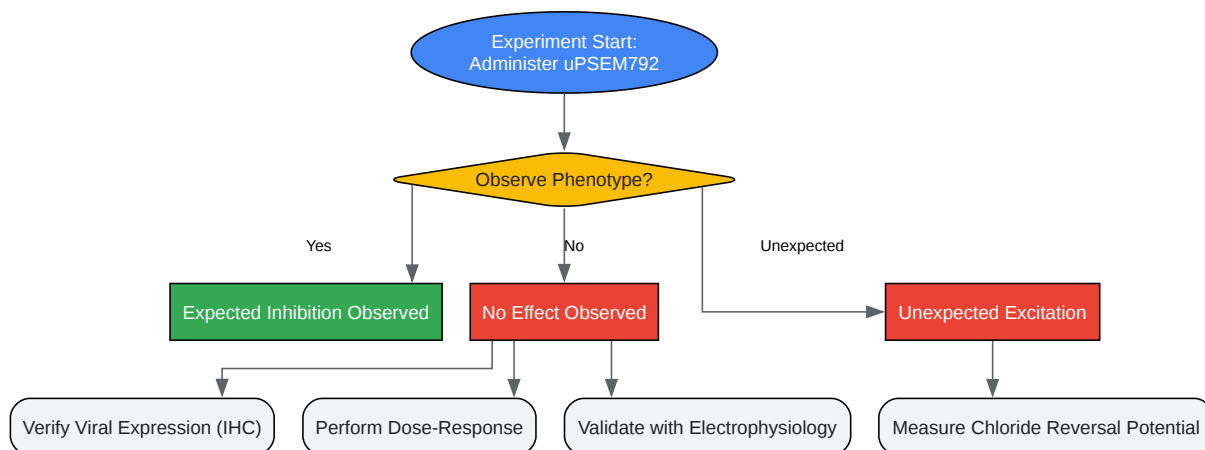 Experiment Start:
Administer uPSEM792
Observe Phenotype?
Yes
No
Unexpected
Expected Inhibition Observed
No Effect Observed
Unexpected Excitation
Verify Viral Expression (IHC)
Perform Dose-Response
Validate with Electrophysiology
Measure Chloride Reversal Potential